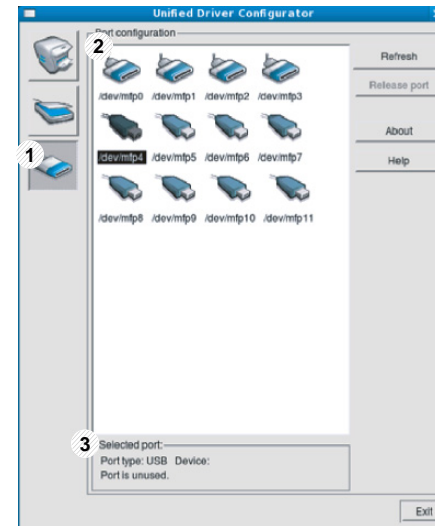 Unified Driver Configurator
Port configuration
2
Refresh
/dev/mfp0 /dev/mfp1 /dev/mfp2 /dev/mfp3
Release port
About
1
/dev/mfp4 /dev/mfp5 /dev/mfp6 /dev/mfp7
Help
/dev/mfp8 /dev/mfp9 /dev/mfp10 /dev/mfp11
3
Selected port:
Port type: USB Device:
Port is unused.
Exit